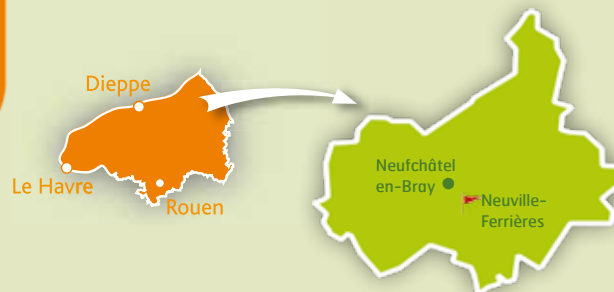 Dieppe
Le Havre
Rouen
Neufchâtel
en-Bray
Neuville-
Ferrières